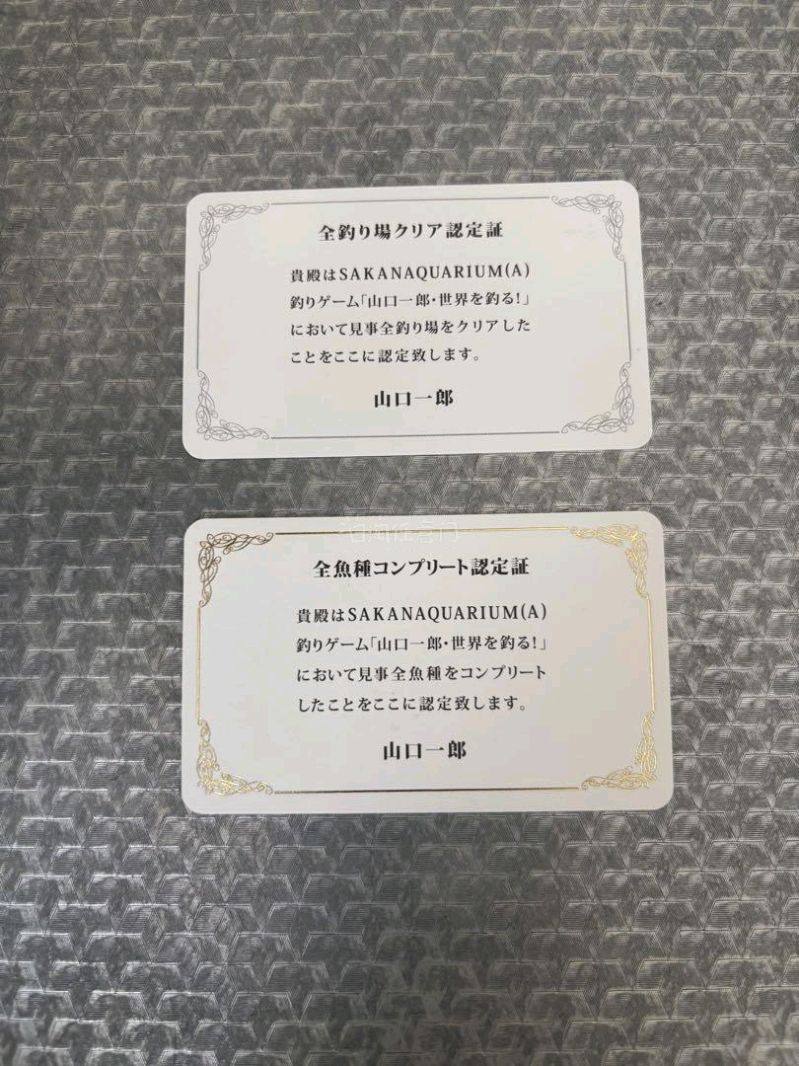 全釣り場クリア認定証
貴殿はSAKANAQUARIUM(A)
釣りゲーム「山口一郎・世界を釣る!」
において見事全釣り場をクリアした
ことをここに認定致します。
山口一郎
全魚種コンプリート認定証
貴殿はSAKANAQUARIUM(A)
釣りゲーム「山口一郎・世界を釣る!」
において見事全魚種をコンプリート
したことをここに認定致します。
山口一郎